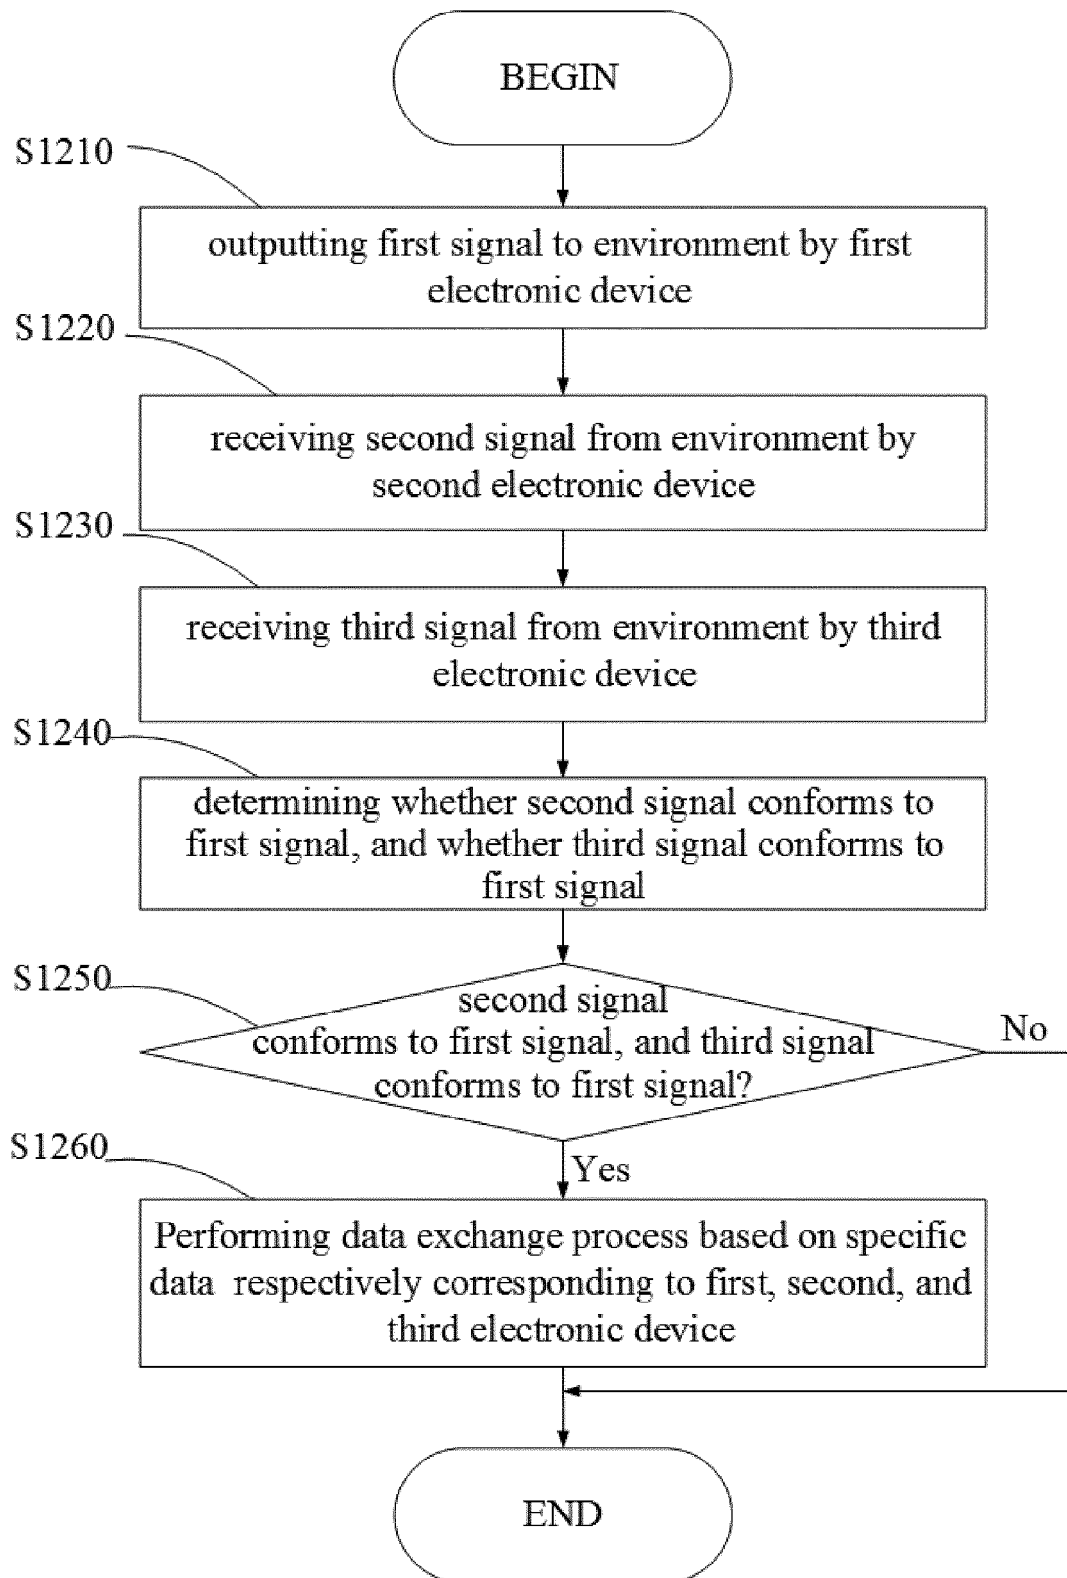 BEGIN
S1210
outputting first signal to environment by first
electronic device
S1220
receiving second signal from environment by
second electronic device
S1230
receiving third signal from environment by third
electronic device
S1240
determining whether second signal conforms to
first signal, and whether third signal conforms to
first signal
S1250
second signal
conforms to first signal, and third signal
conforms to first signal?
No
Yes
S1260
Performing data exchange process based on specific
data respectively corresponding to first, second, and
third electronic device
END